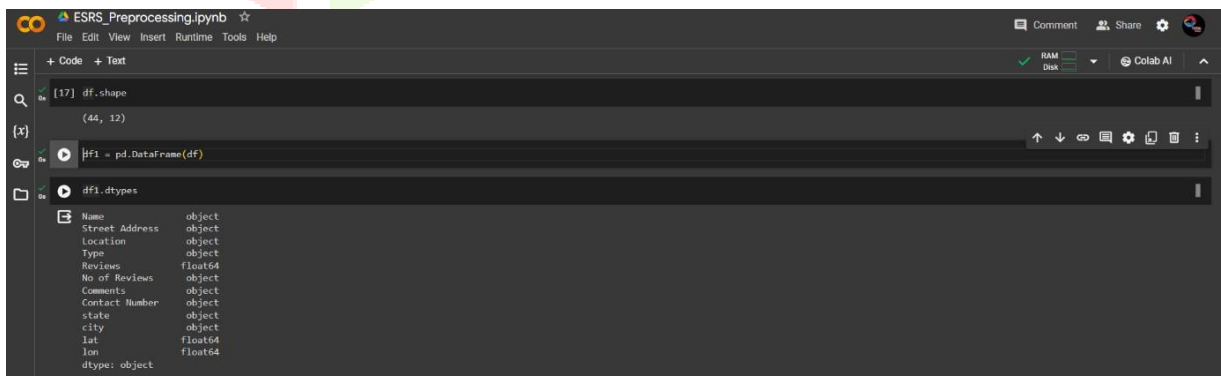 ESRS_Preprocessing.ipynb
Comment Share
File Edit View Insert Runtime Tools Help
+ Code + Text
RAM
Disk
Colab AI
[17] df.shape
0s
(44, 12)
{x}
df1 = pd.DataFrame(df)
0s
df1.dtypes
0s
Name object
Street Address object
Location object
Type object
Reviews float64
No of Reviews object
Comments object
Contact Number object
state object
city object
lat float64
lon float64
dtype: object